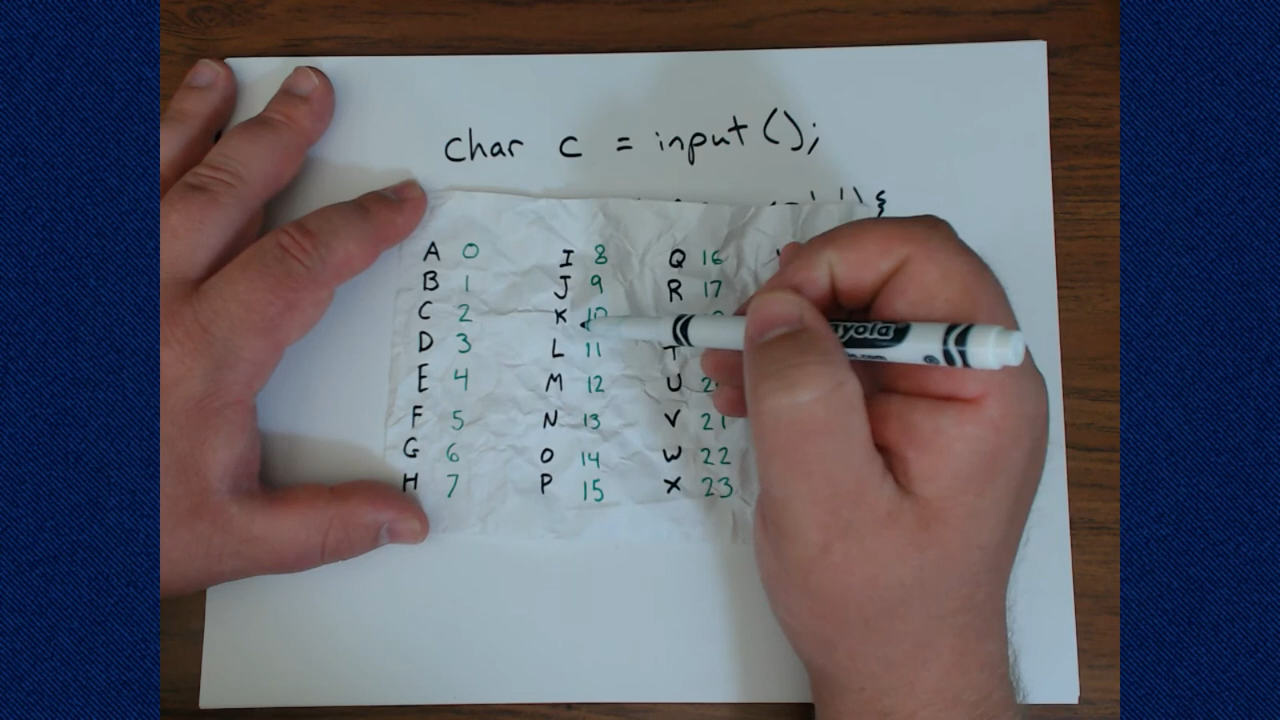 char c = input();
{
A 0 I 8 Q 16
B 1 J 9 R 17
C 2 K 10
D 3 L 11 T
E 4 M 12 U
F 5 N 13 V 21
G 6 O 14 W 22
H 7 P 15 X 23